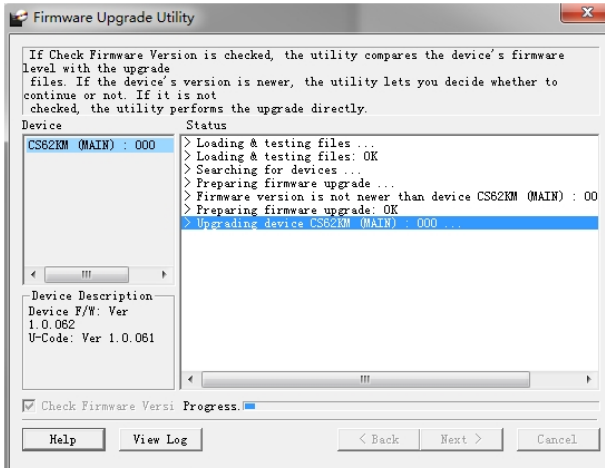 Firmware Upgrade Utility
If Check Firmware Version is checked, the utility compares the device's firmware
level with the upgrade
files. If the device's version is newer, the utility lets you decide whether to
continue or not. If it
is not
checked, the utility performs the upgrade directly.
Device
Status
CS62KM (MAIN) : 000
> Loading & testing files ...
> Loading & testing files: OK
> Searching for devices ...
> Preparing firmware upgrade ...
> Firmware version is not newer than device CS62KM (MAIN) : 00
> Preparing firmware upgrade: OK
> Upgrading device CS62KM (MAIN) : 000 ...
Device Description
Device F/W: Ver
1.0.062
U-Code: Ver 1.0.061
Check Firmware Versi
Progress.
Help
View Log
< Back
Next >
Cancel